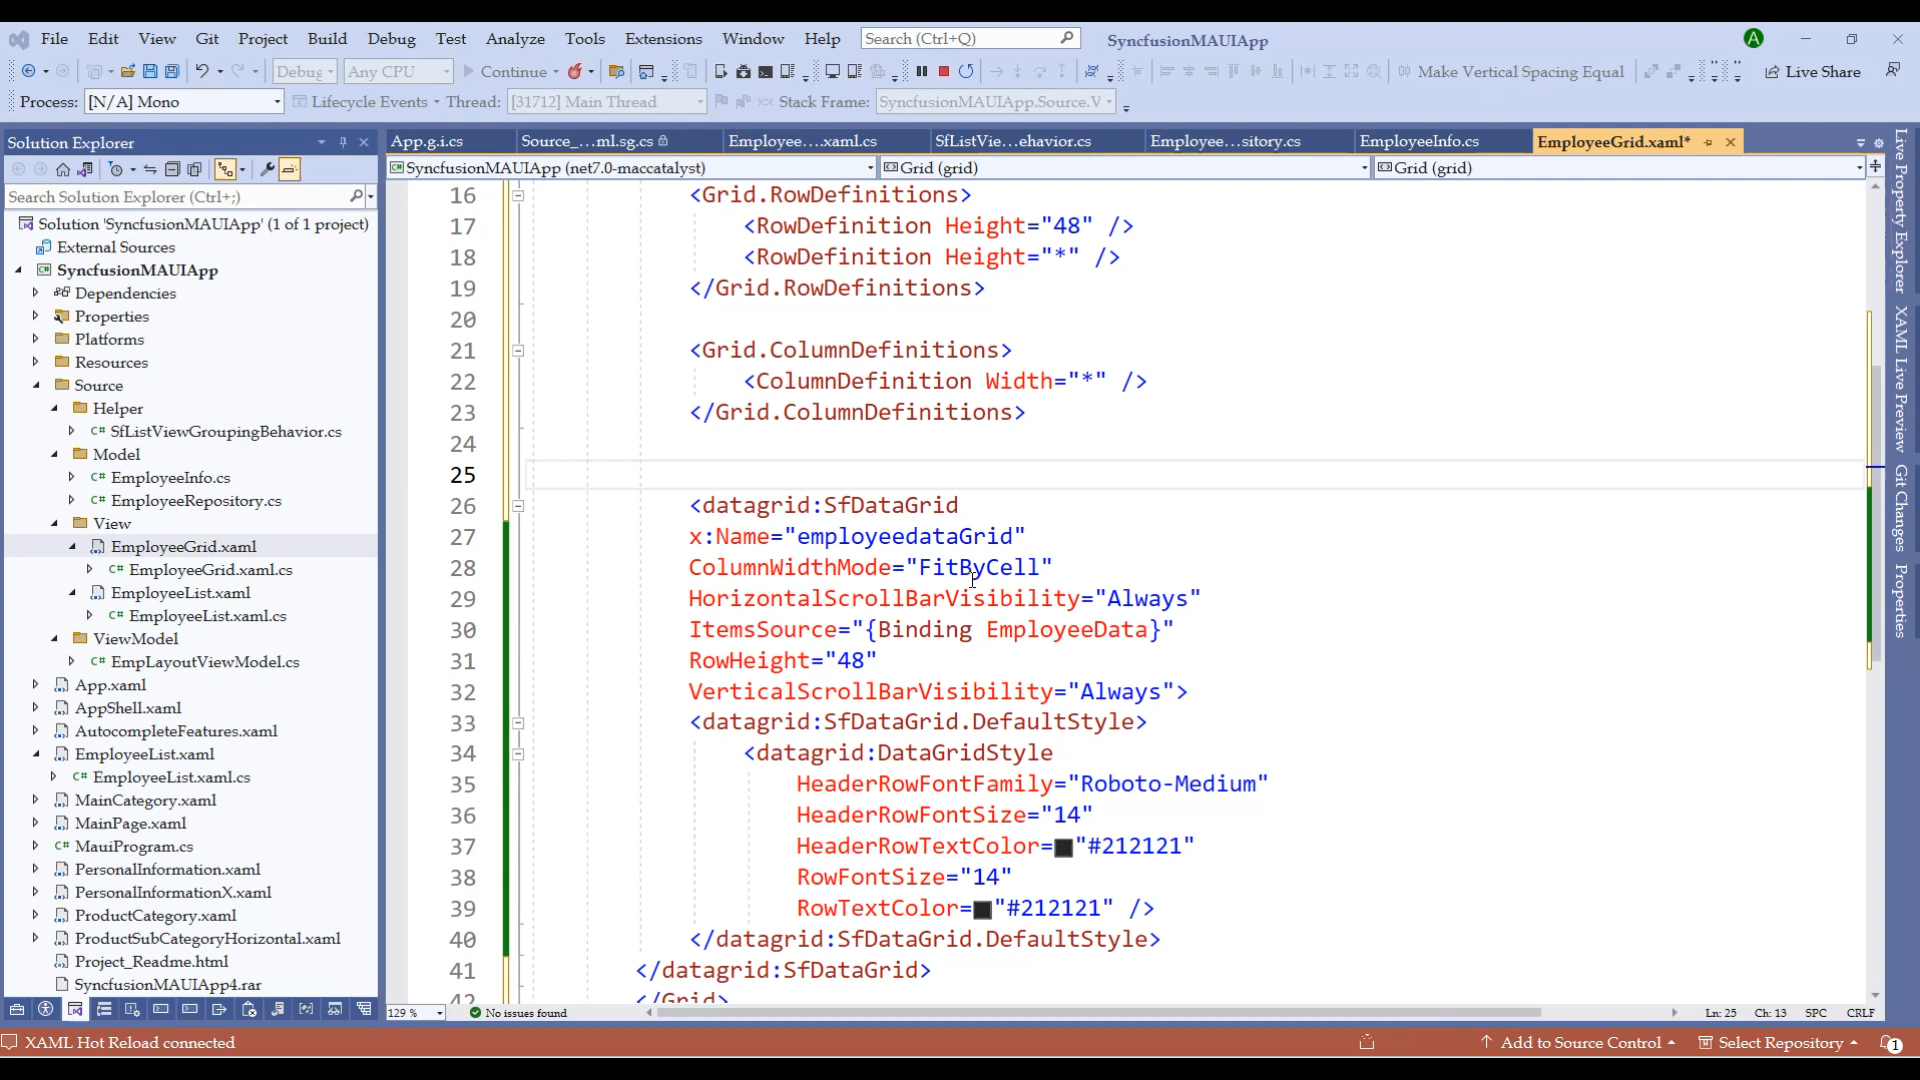 File Edit View Git Project Build Debug Test Analyze Tools Extensions Window Help Search (Ctrl+Q) SyncfusionMAUIApp A
Debug Any CPU Continue Make Vertical Spacing Equal Live Share
Process: [N/A] Mono Lifecycle Events Thread: [31712] Main Thread Stack Frame: SyncfusionMAUIApp.Source.V
Solution Explorer
Search Solution Explorer (Ctrl+;)
Solution 'SyncfusionMAUIApp' (1 of 1 project)
External Sources
SyncfusionMAUIApp
Dependencies
Properties
Platforms
Resources
Source
Helper
C# SfListViewGroupingBehavior.cs
Model
C# EmployeeInfo.cs
C# EmployeeRepository.cs
View
EmployeeGrid.xaml
C# EmployeeGrid.xaml.cs
EmployeeList.xaml
C# EmployeeList.xaml.cs
ViewModel
C# EmpLayoutViewModel.cs
App.xaml
AppShell.xaml
AutocompleteFeatures.xaml
EmployeeList.xaml
C# EmployeeList.xaml.cs
MainCategory.xaml
MainPage.xaml
C# MauiProgram.cs
PersonalInformation.xaml
PersonalInformationX.xaml
ProductCategory.xaml
ProductSubCategoryHorizontal.xaml
Project_Readme.html
SyncfusionMAUIApp4.rar
App.g.i.cs Source_...ml.sg.cs Employee....xaml.cs SfListVie...ehavior.cs Employee...sitory.cs EmployeeInfo.cs EmployeeGrid.xaml*
SyncfusionMAUIApp (net7.0-maccatalyst) Grid (grid) Grid (grid)
16 <Grid.RowDefinitions>
17 <RowDefinition Height="48" />
18 <RowDefinition Height="*" />
19 </Grid.RowDefinitions>
20
21 <Grid.ColumnDefinitions>
22 <ColumnDefinition Width="*" />
23 </Grid.ColumnDefinitions>
24
25
26 <datagrid:SfDataGrid
27 x:Name="employeedataGrid"
28 ColumnWidthMode="FitByCell"
29 HorizontalScrollBarVisibility="Always"
30 ItemsSource="{Binding EmployeeData}"
31 RowHeight="48"
32 VerticalScrollBarVisibility="Always">
33 <datagrid:SfDataGrid.DefaultStyle>
34 <datagrid:DataGridStyle
35 HeaderRowFontFamily="Roboto-Medium"
36 HeaderRowFontSize="14"
37 HeaderRowTextColor="#212121"
38 RowFontSize="14"
39 RowTextColor="#212121" />
40 </datagrid:SfDataGrid.DefaultStyle>
41 </datagrid:SfDataGrid>
42 </Grid>
Live Property Explorer
XAML Live Preview
Git Changes
Properties
129 % No issues found Ln: 25 Ch: 13 SPC CRLF
XAML Hot Reload connected Add to Source Control Select Repository 1